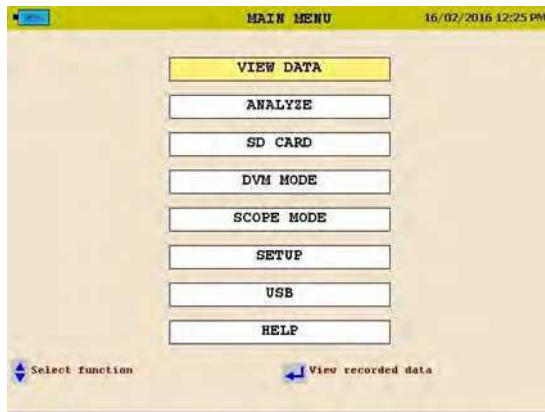 MAIN MENU 16/02/2016 12:25 PM
VIEW DATA
ANALYZE
SD CARD
DVM MODE
SCOPE MODE
SETUP
USB
HELP
Select function View recorded data